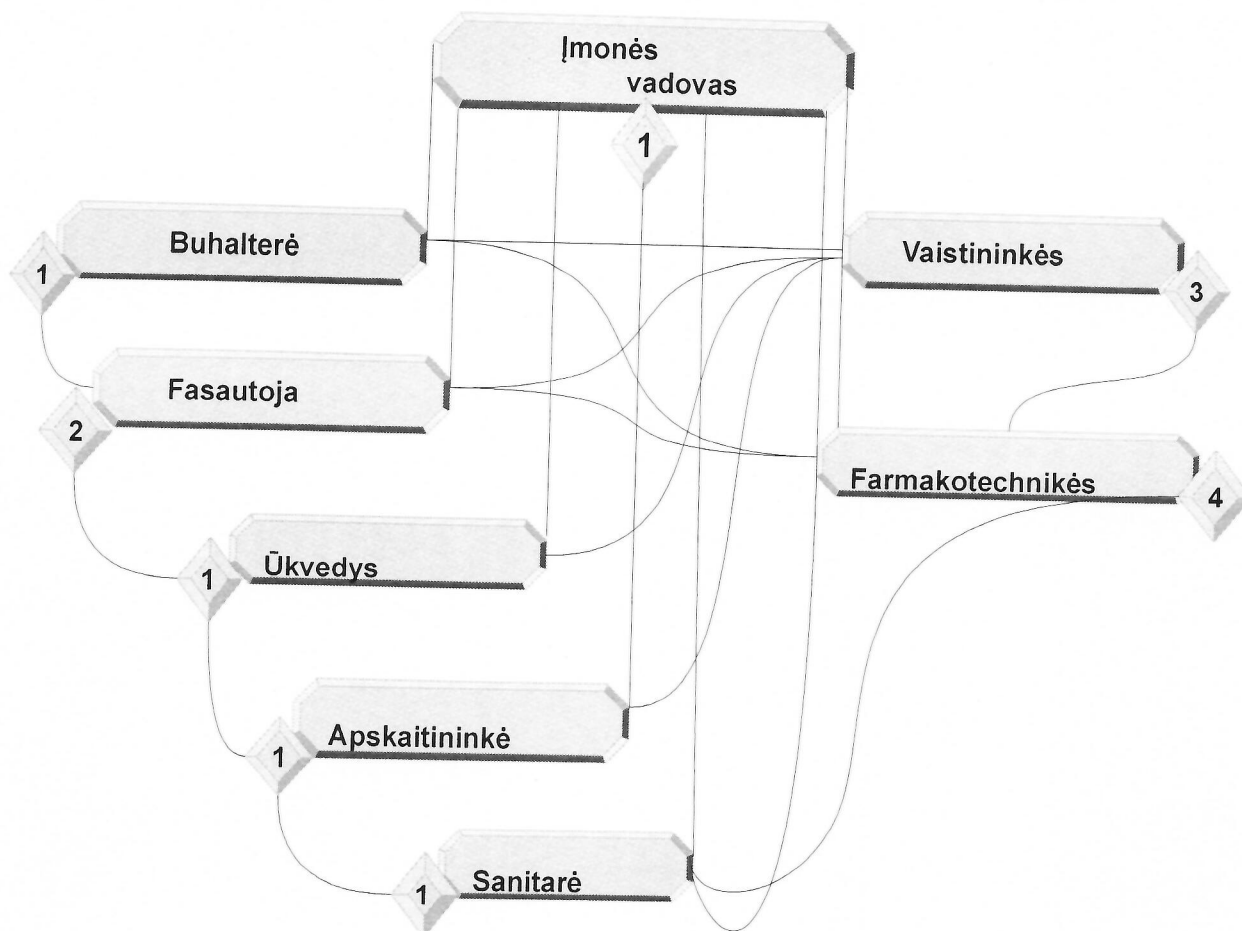 Įmonės
vadovas
1
Buhalterė
1
Vaistininkės
3
Fasautoja
2
Farmakotechnikės
4
Ūkvedys
1
Apskaitininkė
1
Sanitarė
1